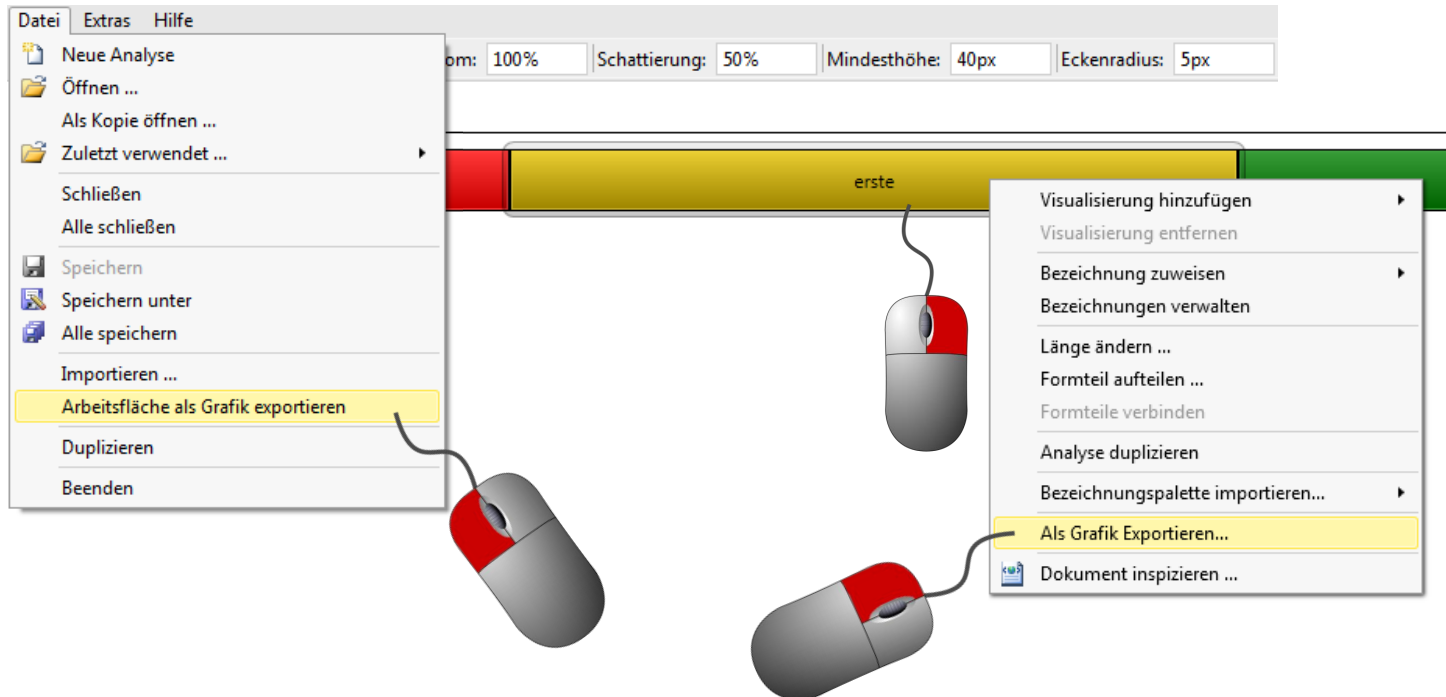 Datei Extras Hilfe
Neue Analyse
om: 100% Schattierung: 50% Mindesthöhe: 40px Eckenradius: 5px
Öffnen ...
Als Kopie öffnen ...
Zuletzt verwendet ...
Schließen
Alle schließen
Speichern
Speichern unter
Alle speichern
Importieren ...
Arbeitsfläche als Grafik exportieren
Duplizieren
Beenden
erste
Visualisierung hinzufügen
Visualisierung entfernen
Bezeichnung zuweisen
Bezeichnungen verwalten
Länge ändern ...
Formteil aufteilen ...
Formteile verbinden
Analyse duplizieren
Bezeichnungspalette importieren...
Als Grafik Exportieren...
Dokument inspizieren ...